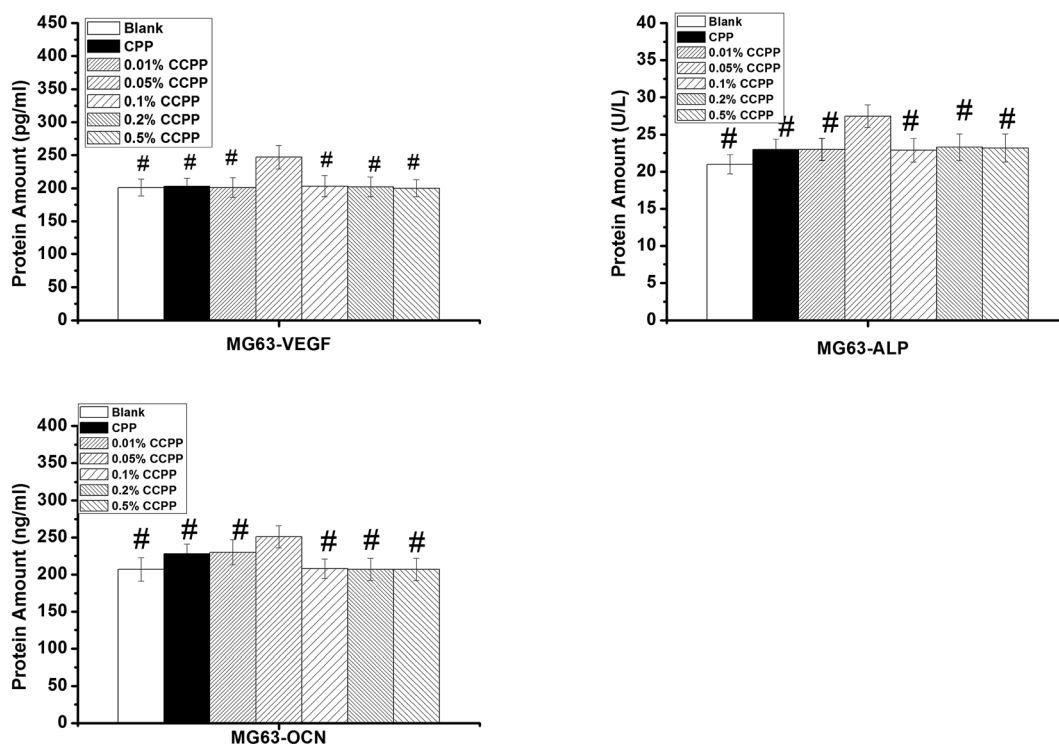 Protein Amount (pg/ml)
450
400
350
300
250
200
150
100
50
0
Blank
CPP
0.01% CCPP
0.05% CCPP
0.1% CCPP
0.2% CCPP
0.5% CCPP
# # # # # #
MG63-VEGF
Protein Amount (U/L)
40
35
30
25
20
15
10
5
0
Blank
CPP
0.01% CCPP
0.05% CCPP
0.1% CCPP
0.2% CCPP
0.5% CCPP
# # # # # #
MG63-ALP
Protein Amount (ng/ml)
400
350
300
250
200
150
100
50
0
Blank
CPP
0.01% CCPP
0.05% CCPP
0.1% CCPP
0.2% CCPP
0.5% CCPP
# # # # # #
MG63-OCN